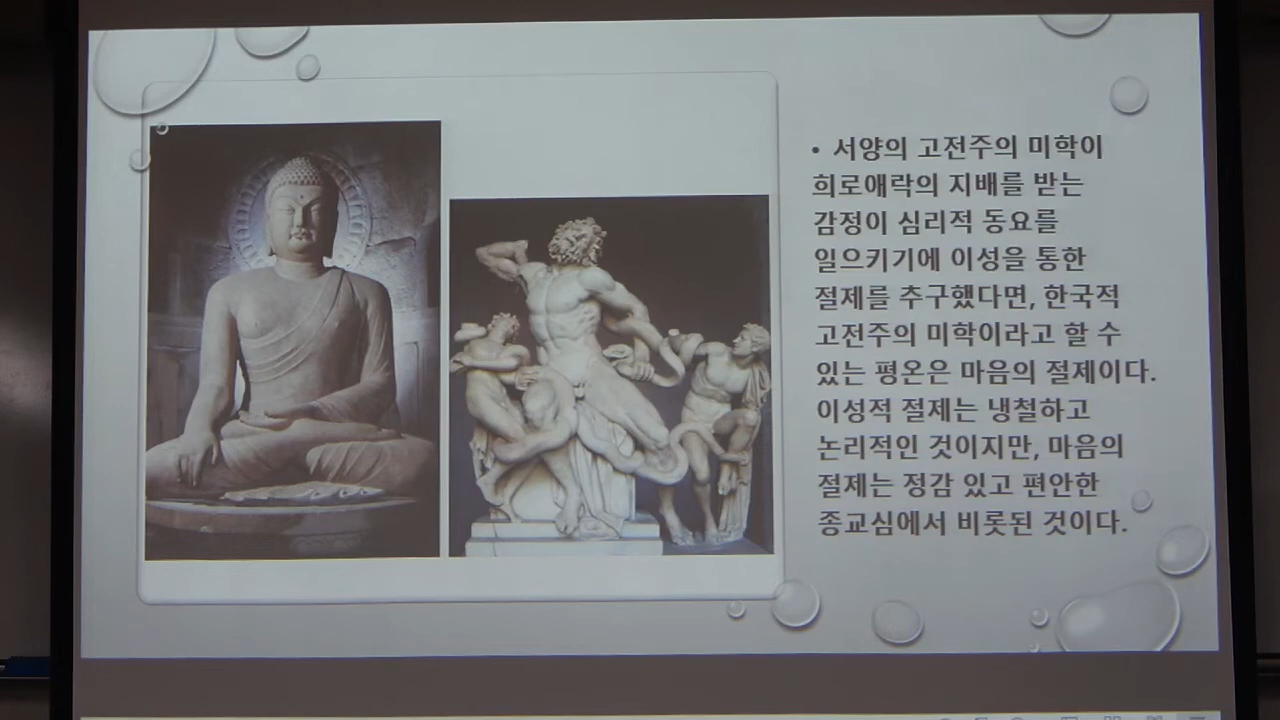 • 서양의 고전주의 미학이
희로애락의 지배를 받는
감정이 심리적 동요를
일으키기에 이성을 통한
절제를 추구했다면, 한국적
고전주의 미학이라고 할 수
있는 평온은 마음의 절제이다.
이성적 절제는 냉철하고
논리적인 것이지만, 마음의
절제는 정감 있고 편안한
종교심에서 비롯된 것이다.